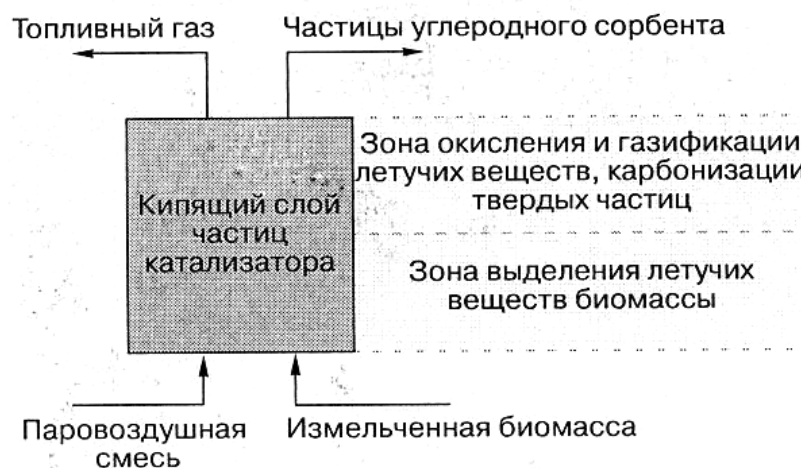 Топливный газ
Частицы углеродного сорбента
Зона окисления и газификации
летучих веществ, карбонизации
твердых частиц
Кипящий слой
частиц
катализатора
Зона выделения летучих
веществ биомассы
Паровоздушная
смесь
Измельченная биомасса